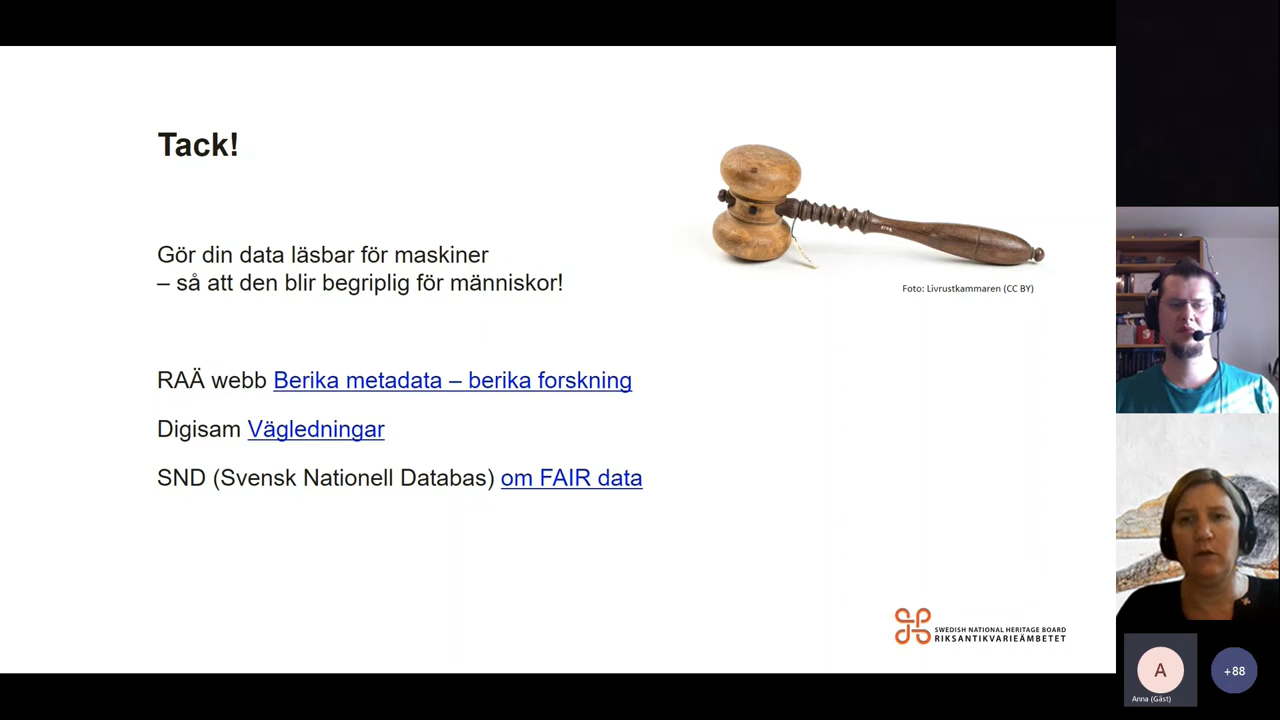 Tack!
Gör din data läsbar för maskiner
– så att den blir begriplig för människor!
Foto: Livrustkammaren (CC BY)
RAÄ webb Berika metadata – berika forskning
Digisam Vägledningar
SND (Svensk Nationell Databas) om FAIR data
SWEDISH NATIONAL HERITAGE BOARD
RIKSANTIKVARIEÄMBETET
A
Anna (Gäst)
+88